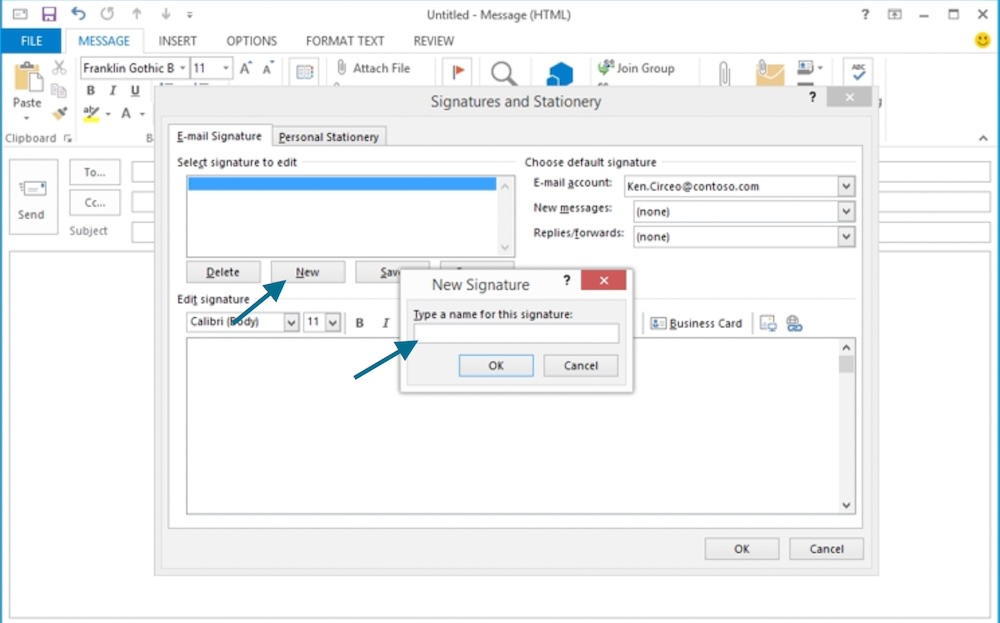 Untitled - Message (HTML)
?
FILE MESSAGE INSERT OPTIONS FORMAT TEXT REVIEW
Franklin Gothic B 11 A A Attach File Join Group ABC
Paste B I U
ab A
Clipboard
Signatures and Stationery ?
E-mail Signature Personal Stationery
Select signature to edit Choose default signature
E-mail account: Ken.Circeo@contoso.com
New messages: (none)
Replies/forwards: (none)
Send To...
Cc...
Subject
Delete New Save
Edit signature
Calibri (Body) 11 B I Business Card
New Signature ?
Type a name for this signature:
OK Cancel
OK Cancel